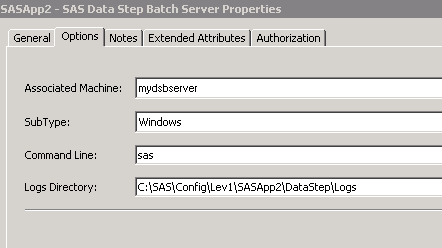 SASApp2 - SAS Data Step Batch Server Properties
General Options Notes Extended Attributes Authorization
Associated Machine: mydsbserver
SubType: Windows
Command Line: sas
Logs Directory: C:\SAS\Config\Lev1\SASApp2\DataStep\Logs